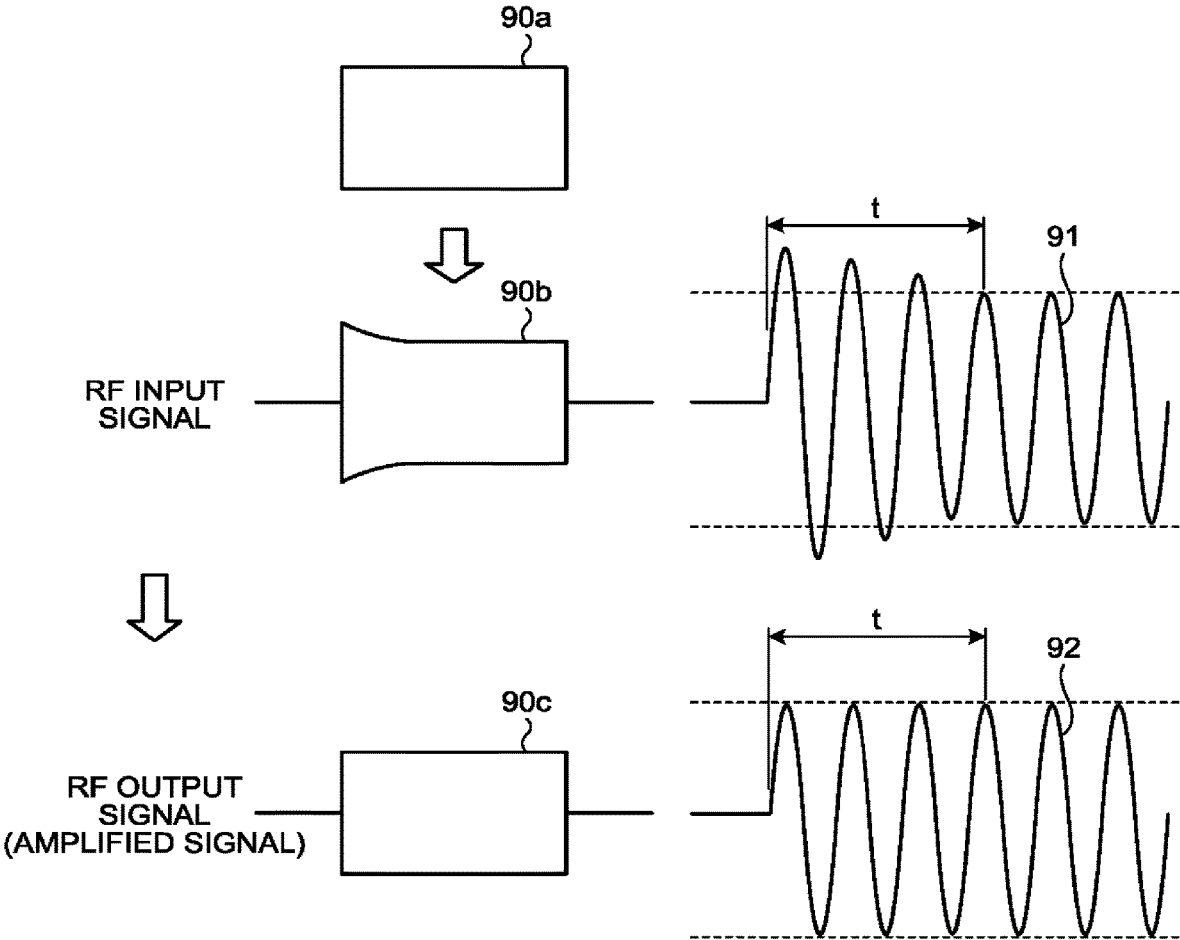 90a
t
91
90b
RF INPUT
SIGNAL
t
92
90c
RF OUTPUT
SIGNAL
(AMPLIFIED SIGNAL)